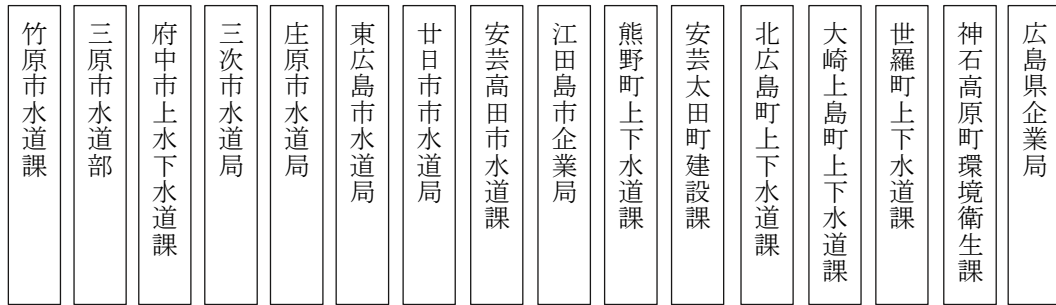 竹原市水道課
三原市水道部
府中市上水下水道課
三次市水道局
庄原市水道局
東広島市水道局
廿日市市水道局
安芸高田市水道課
江田島市企業局
熊野町上下水道課
安芸太田町建設課
北広島町上下水道課
大崎上島町上下水道課
世羅町上下水道課
神石高原町環境衛生課
広島県企業局